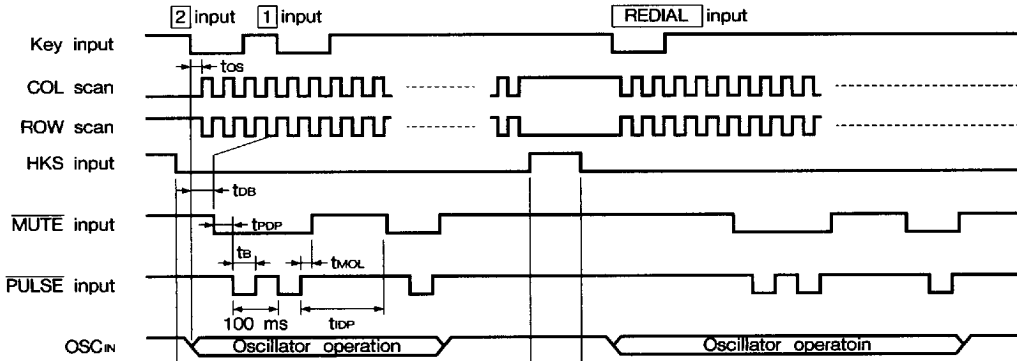 2 input 1 input REDIAL input
Key input
tOS
COL scan
ROW scan
HKS input
tDB
MUTE input
tPDP
tB
tMOL
PULSE input
100 ms tIDP
OSCIN Oscillator operation Oscillator operatoin